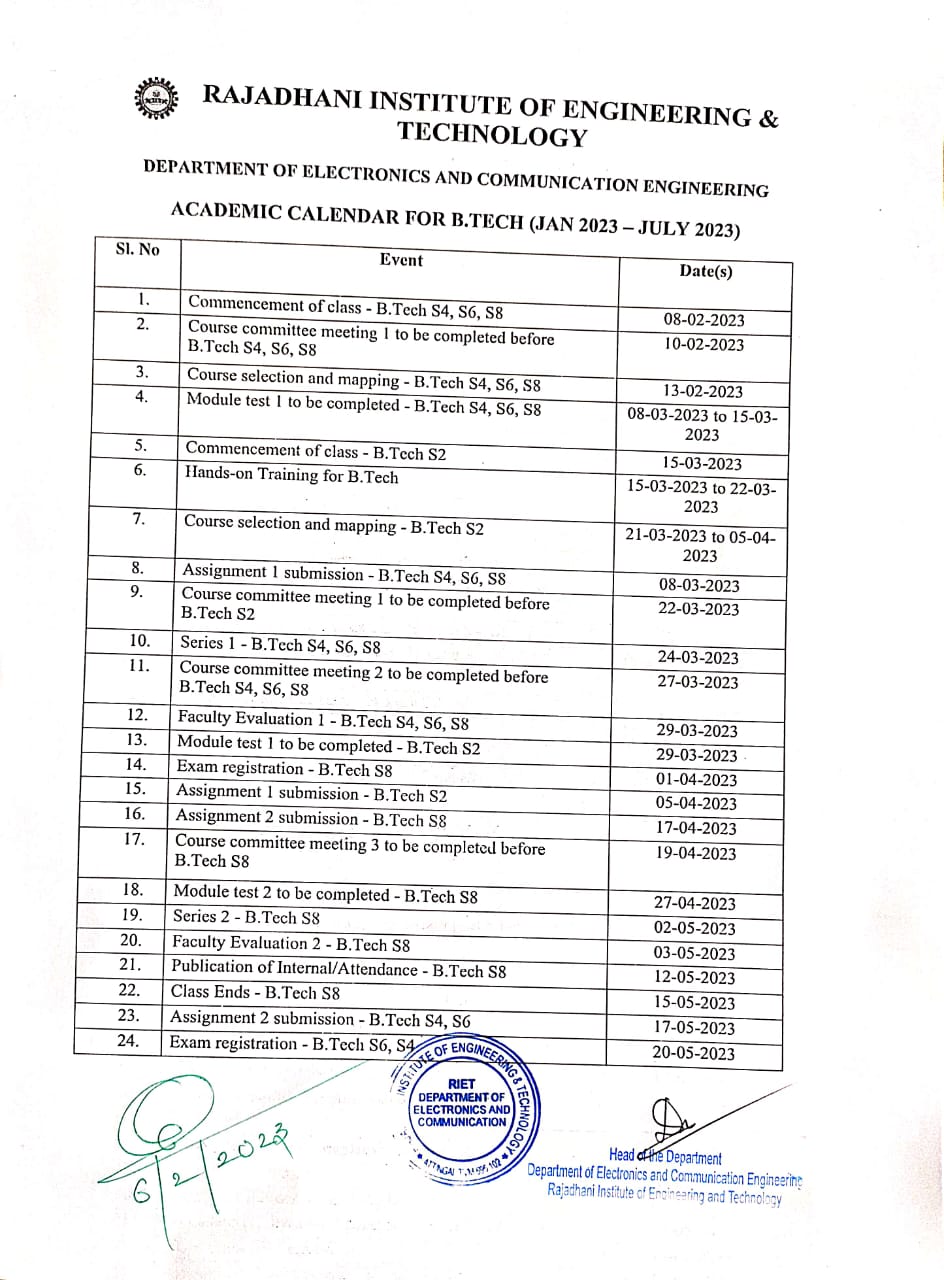 RAJADHANI INSTITUTE OF ENGINEERING &
TECHNOLOGY
DEPARTMENT OF ELECTRONICS AND COMMUNICATION ENGINEERING
ACADEMIC CALENDAR FOR B.TECH (JAN 2023 – JULY 2023)
Sl. No Event Date(s)
1. Commencement of class - B.Tech S4, S6, S8 08-02-2023
2. Course committee meeting 1 to be completed before 10-02-2023
B.Tech S4, S6, S8
3. Course selection and mapping - B.Tech S4, S6, S8 13-02-2023
4. Module test 1 to be completed - B.Tech S4, S6, S8 08-03-2023 to 15-03-
2023
5. Commencement of class - B.Tech S2 15-03-2023
6. Hands-on Training for B.Tech 15-03-2023 to 22-03-
2023
7. Course selection and mapping - B.Tech S2 21-03-2023 to 05-04-
2023
8. Assignment 1 submission - B.Tech S4, S6, S8 08-03-2023
9. Course committee meeting 1 to be completed before 22-03-2023
B.Tech S2
10. Series 1 - B.Tech S4, S6, S8 24-03-2023
11. Course committee meeting 2 to be completed before 27-03-2023
B.Tech S4, S6, S8
12. Faculty Evaluation 1 - B.Tech S4, S6, S8 29-03-2023
13. Module test 1 to be completed - B.Tech S2 29-03-2023
14. Exam registration - B.Tech S8 01-04-2023
15. Assignment 1 submission - B.Tech S2 05-04-2023
16. Assignment 2 submission - B.Tech S8 17-04-2023
17. Course committee meeting 3 to be completed before 19-04-2023
B.Tech S8
18. Module test 2 to be completed - B.Tech S8 27-04-2023
19. Series 2 - B.Tech S8 02-05-2023
20. Faculty Evaluation 2 - B.Tech S8 03-05-2023
21. Publication of Internal/Attendance - B.Tech S8 12-05-2023
22. Class Ends - B.Tech S8 15-05-2023
23. Assignment 2 submission - B.Tech S4, S6 17-05-2023
24. Exam registration - B.Tech S6, S4 20-05-2023
INSTITUTE OF ENGINEERING & TECHNOLOGY
RIET
DEPARTMENT OF
ELECTRONICS AND
COMMUNICATION
6/2/2023
Head of the Department
Department of Electronics and Communication Engineering
Rajadhani Institute of Engineering and Technology